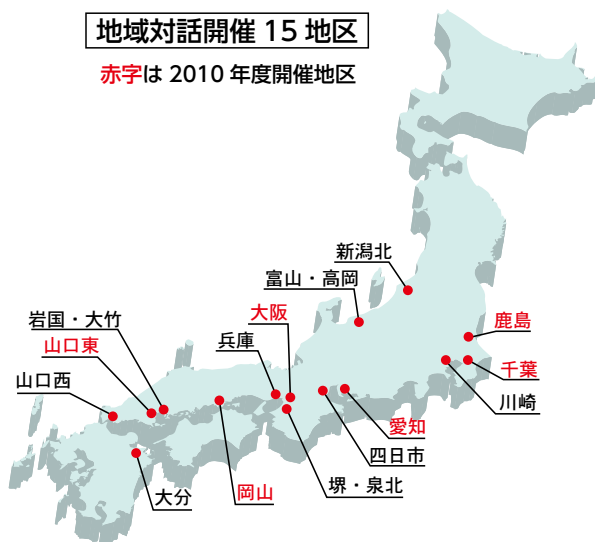 地域対話開催 15 地区
赤字は 2010 年度開催地区
新潟北
富山・高岡
大阪
岩国・大竹
鹿島
兵庫
山口東
千葉
山口西
川崎
愛知
四日市
大分
岡山
堺・泉北